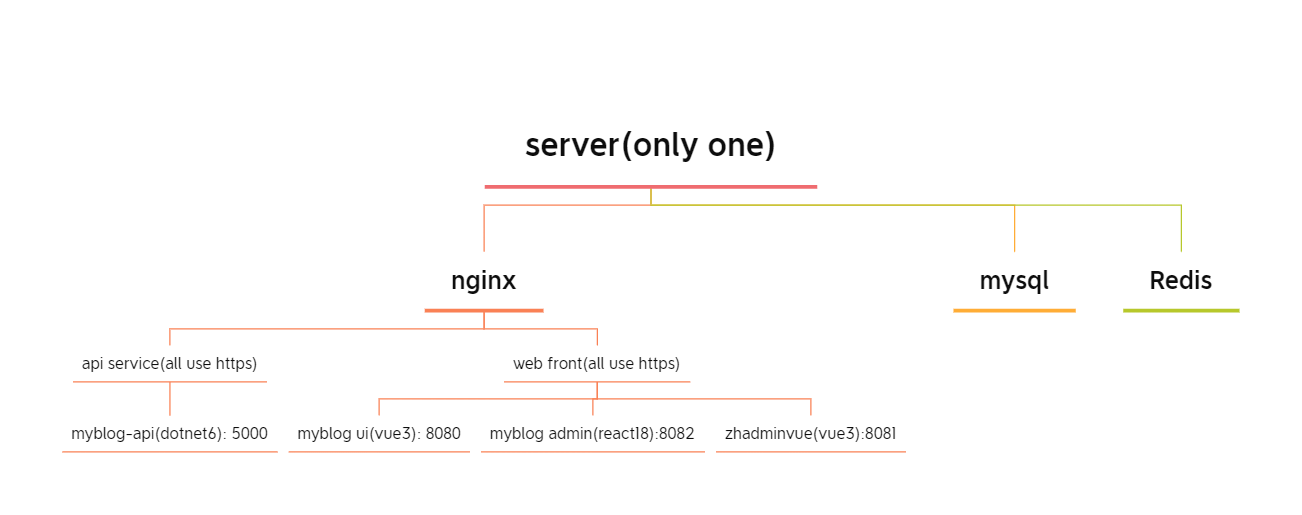 server(only one)
nginx
mysql
Redis
api service(all use https)
web front(all use https)
myblog-api(dotnet6): 5000
myblog ui(vue3): 8080
myblog admin(react18):8082
zhadminvue(vue3):8081